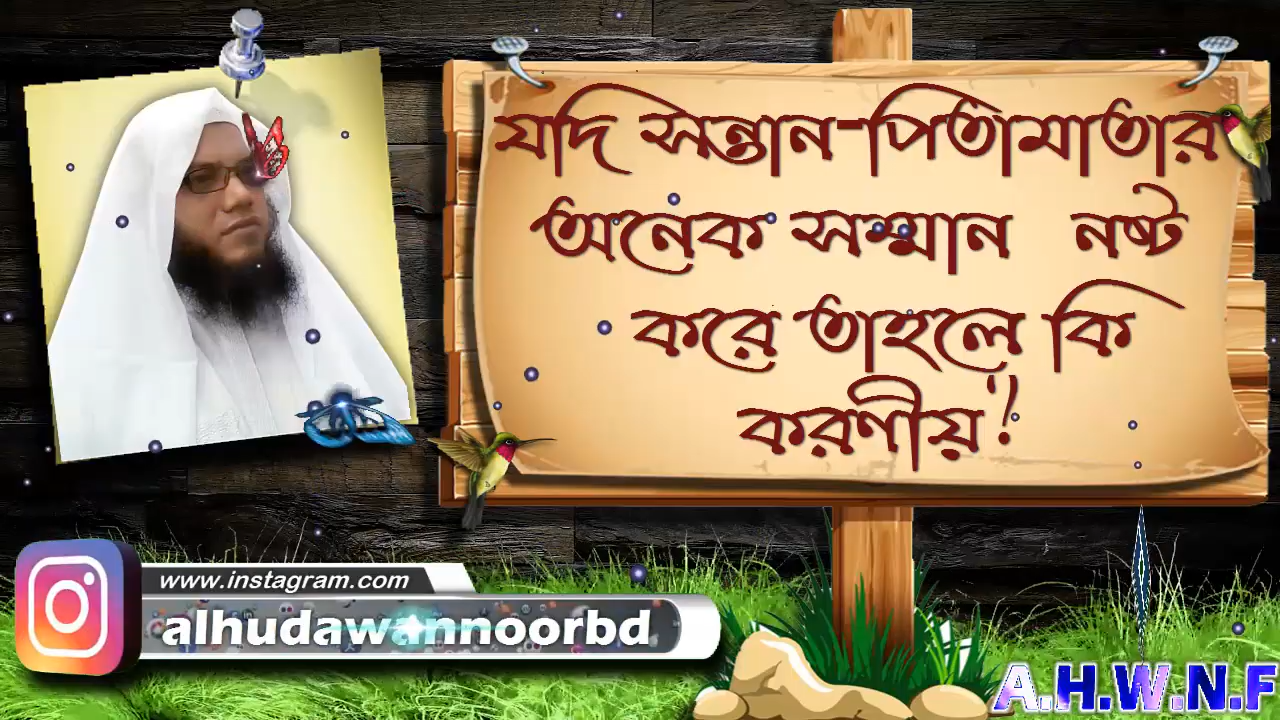 যদি সন্তান-পিতামাতার
অনেক সম্মান নষ্ট
করে তাহলে কি
করণীয়!
www.instagram.com
alhudawannoorbd
A.H.W.N.F